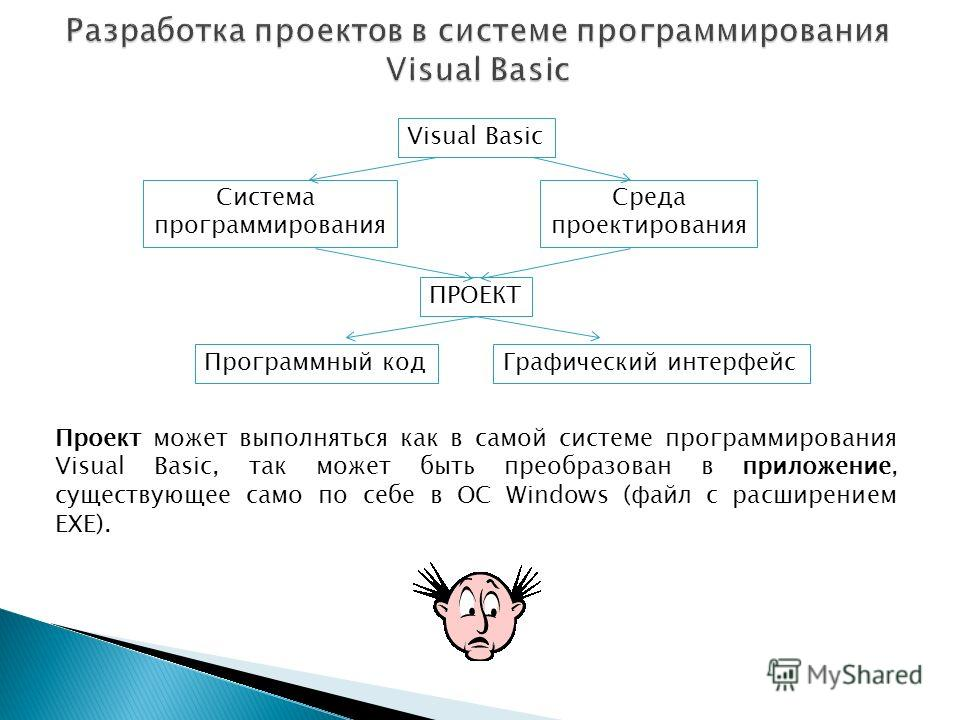 Разработка проектов в системе программирования
Visual Basic
Visual Basic
Система
программирования
Среда
проектирования
ПРОЕКТ
Программный код
Графический интерфейс
Проект может выполняться как в самой системе программирования
Visual Basic, так может быть преобразован в приложение,
существующее само по себе в ОС Windows (файл с расширением
EXE).
MyShared